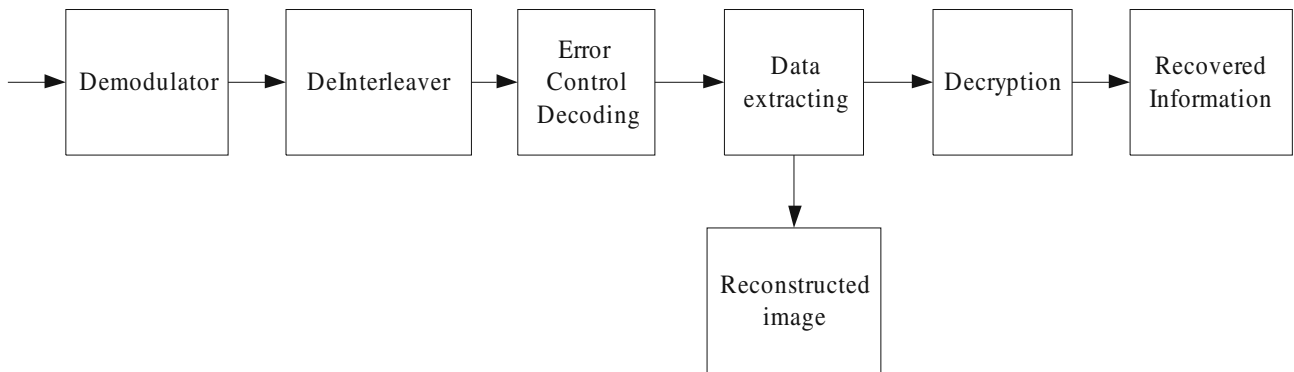 Demodulator
DeInterleaver
Error
Control
Decoding
Data
extracting
Decryption
Recovered
Information
Reconstructed
image